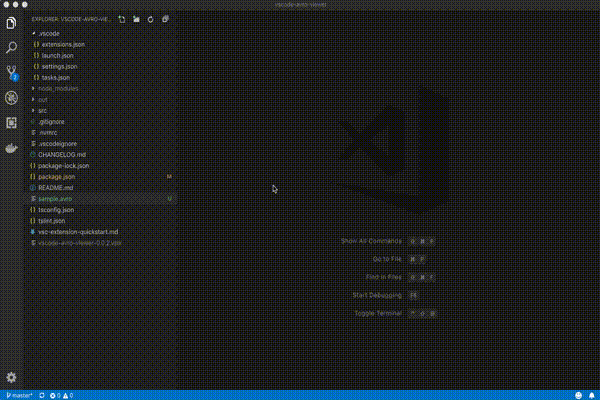 vscode-avro-viewer
EXPLORER: VSCODE-AVRO-VIE...
.vscode
{} extensions.json
{} launch.json
{} settings.json
{} tasks.json
node_modules
out
src
.gitignore
.nvmrc
.vscodeignore
CHANGELOG.md
{} package-lock.json
{} package.json M
README.md
sample.avro U
{} tsconfig.json
{} tslint.json
vsc-extension-quickstart.md
vscode-avro-viewer-0.0.2.vsix
Show All Commands ⇧ ⌘ P
Go to File ⌘ P
Find in Files ⇧ ⌘ F
Start Debugging F5
Toggle Terminal
2
master* 0 0